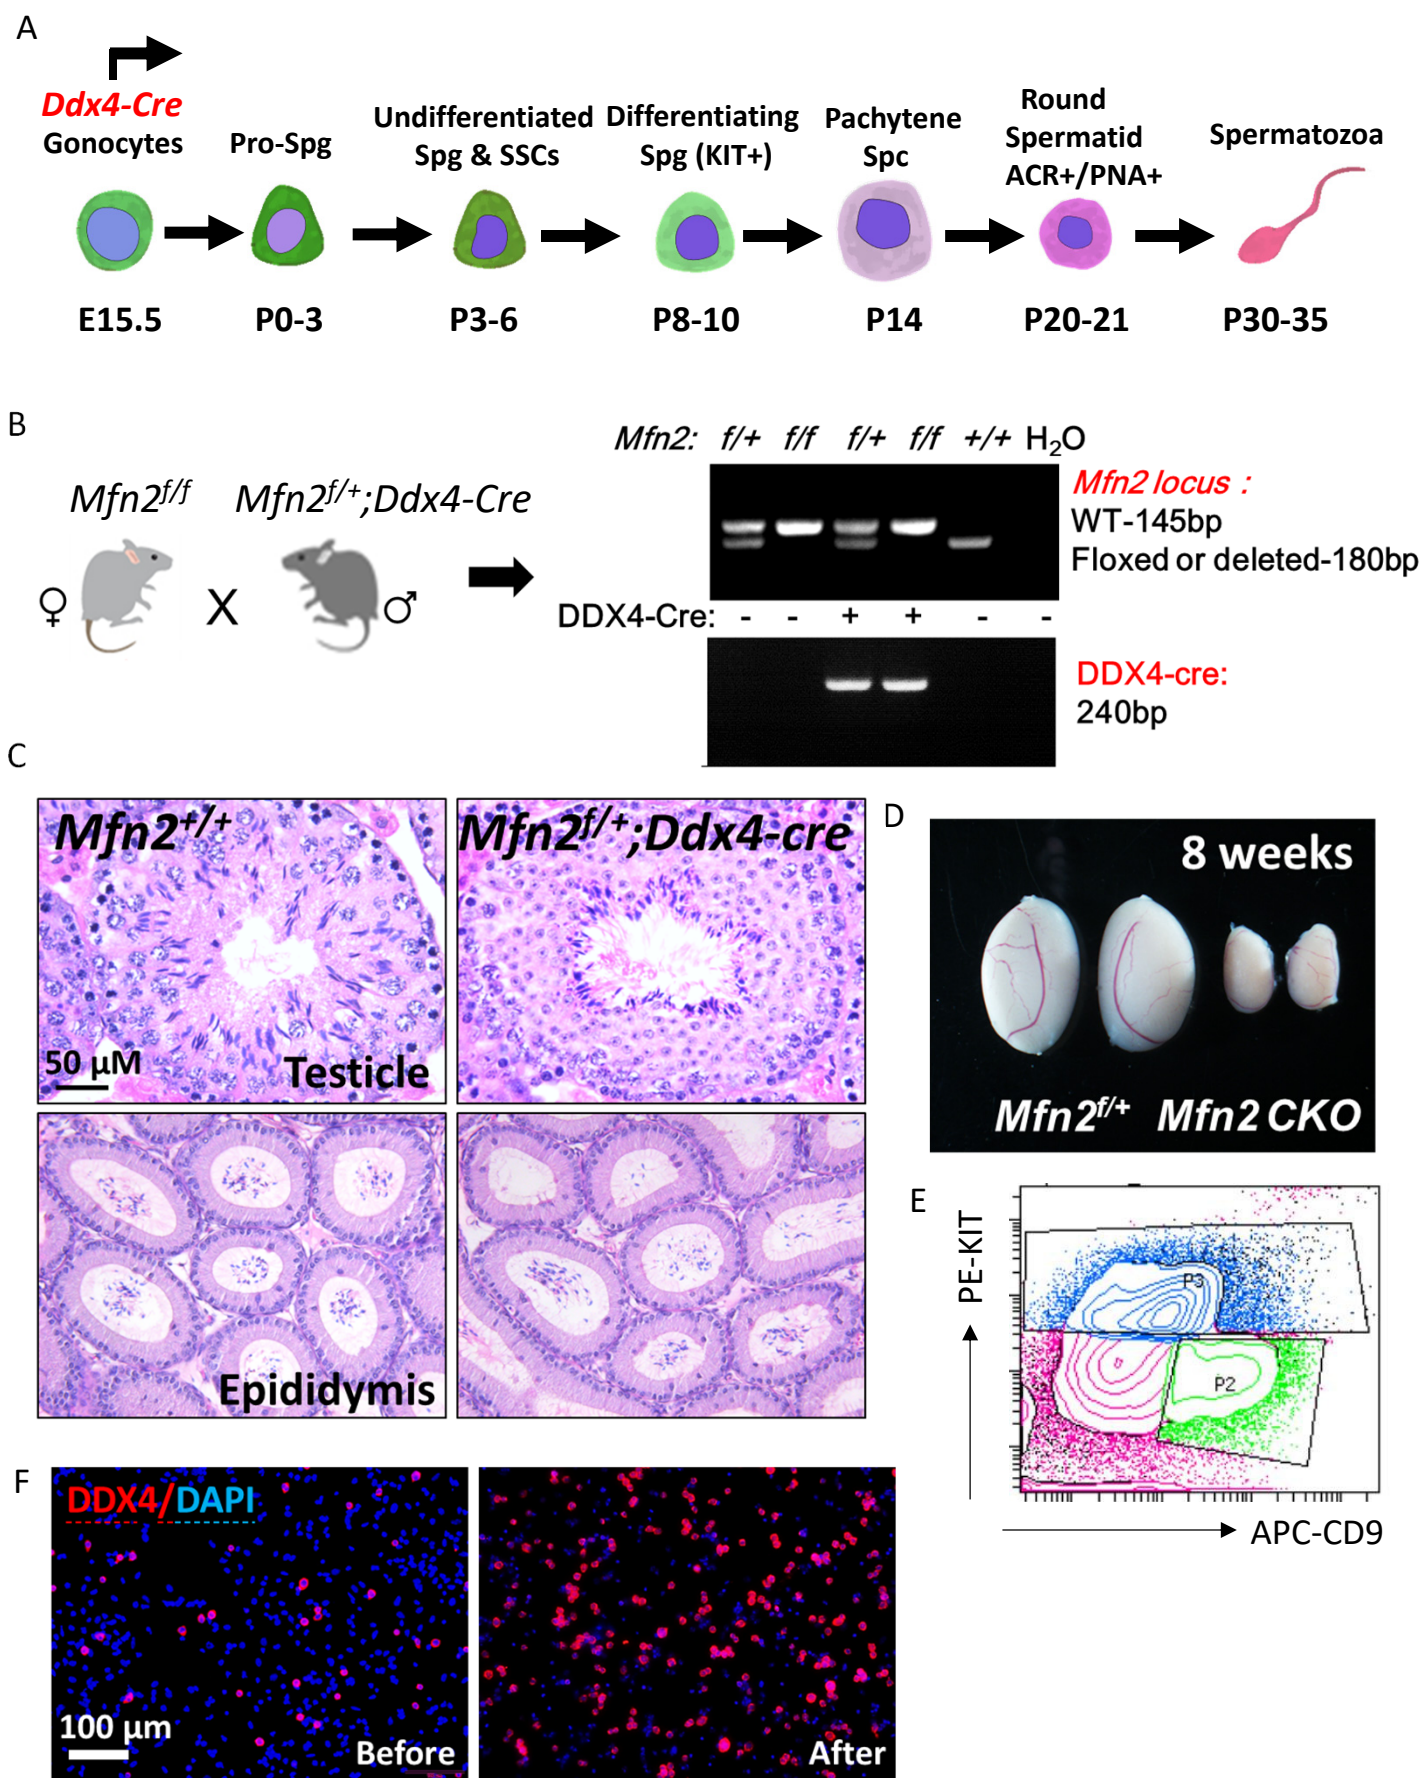 A
Ddx4-Cre
Gonocytes
Pro-Spg
Undifferentiated
Spg & SSCs
Differentiating
Spg (KIT+)
Pachytene
Spc
Round
Spermatid
ACR+/PNA+
Spermatozoa
E15.5
P0-3
P3-6
P8-10
P14
P20-21
P30-35
B
Mfn2f/f
Mfn2f/+;Ddx4-Cre
♀
X
♂
Mfn2: f/+ f/f f/+ f/f +/+ H2O
Mfn2 locus :
WT-145bp
Floxed or deleted-180bp
DDX4-Cre: - - + + - -
DDX4-cre:
240bp
C
Mfn2+/+
Mfn2f/+;Ddx4-cre
50 µM
Testicle
Epididymis
D
8 weeks
Mfn2f/+
Mfn2 CKO
E
PE-KIT
P3
P2
APC-CD9
F
DDX4/DAPI
100 µm
Before
After